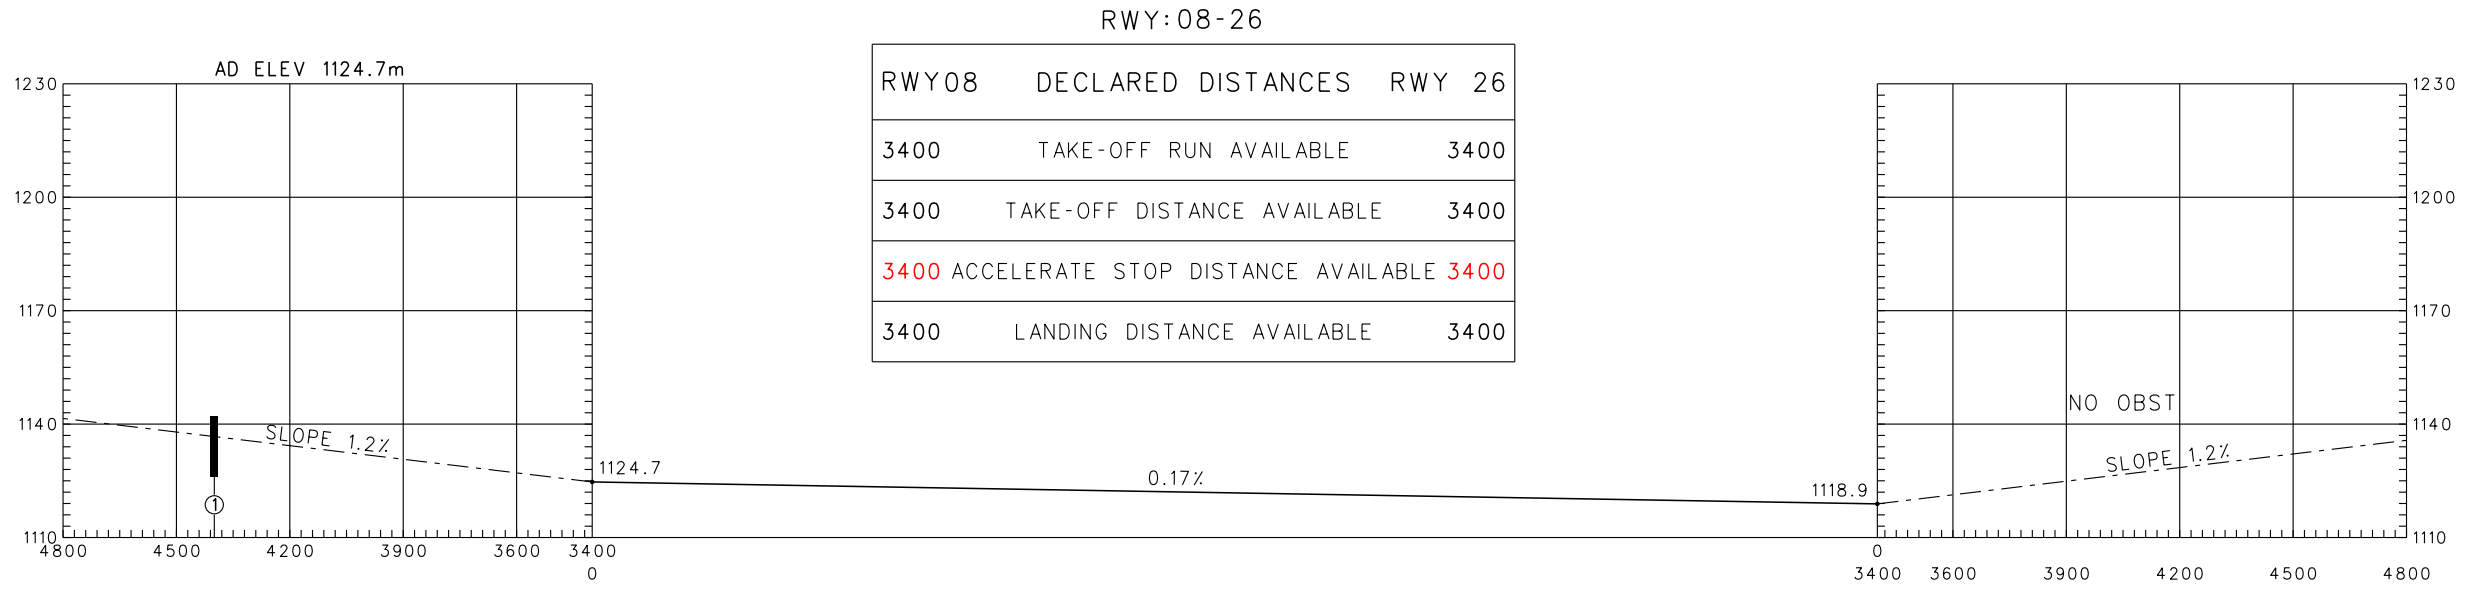 RWY:08-26
AD ELEV 1124.7m
RWY08 DECLARED DISTANCES RWY 26
3400 TAKE-OFF RUN AVAILABLE 3400
3400 TAKE-OFF DISTANCE AVAILABLE 3400
3400 ACCELERATE STOP DISTANCE AVAILABLE 3400
3400 LANDING DISTANCE AVAILABLE 3400
1230
1200
1170
1140
1110
SLOPE 1.2%
1
1124.7
0.17%
1118.9
NO OBST
SLOPE 1.2%
1230
1200
1170
1140
1110
4800 4500 4200 3900 3600 3400
0
0
3400 3600 3900 4200 4500 4800